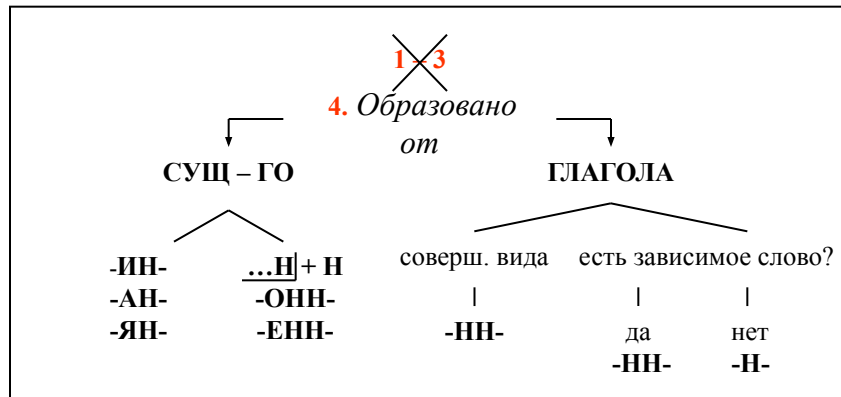 1 – 3
4. Образовано
от
СУЩ – ГО ГЛАГОЛА
-ИН- …Н + Н соверш. вида есть зависимое слово?
-АН- -ОНН-
-ЯН- -ЕНН- -НН- да нет
-НН- -Н-